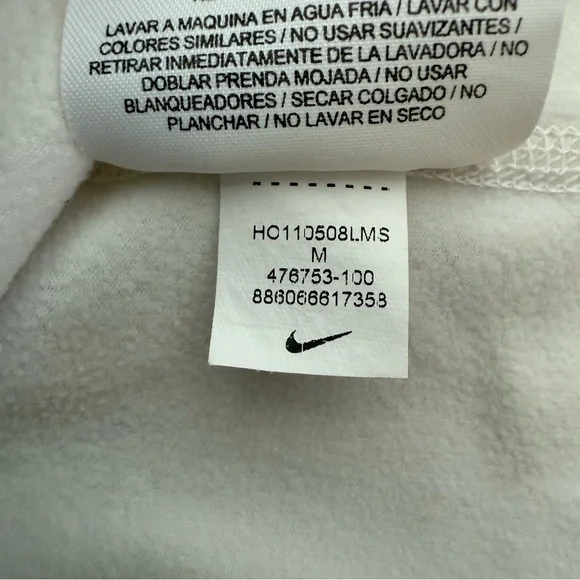 LAVAR A MAQUINA EN AGUA FRIA / LAVAR CON
COLORES SIMILARES / NO USAR SUAVIZANTES /
RETIRAR INMEDIATAMENTE DE LA LAVADORA / NO
DOBLAR PRENDA MOJADA / NO USAR
BLANQUEADORES / SECAR COLGADO / NO
PLANCHAR / NO LAVAR EN SECO
HO110508LMS
M
476753-100
886066617358